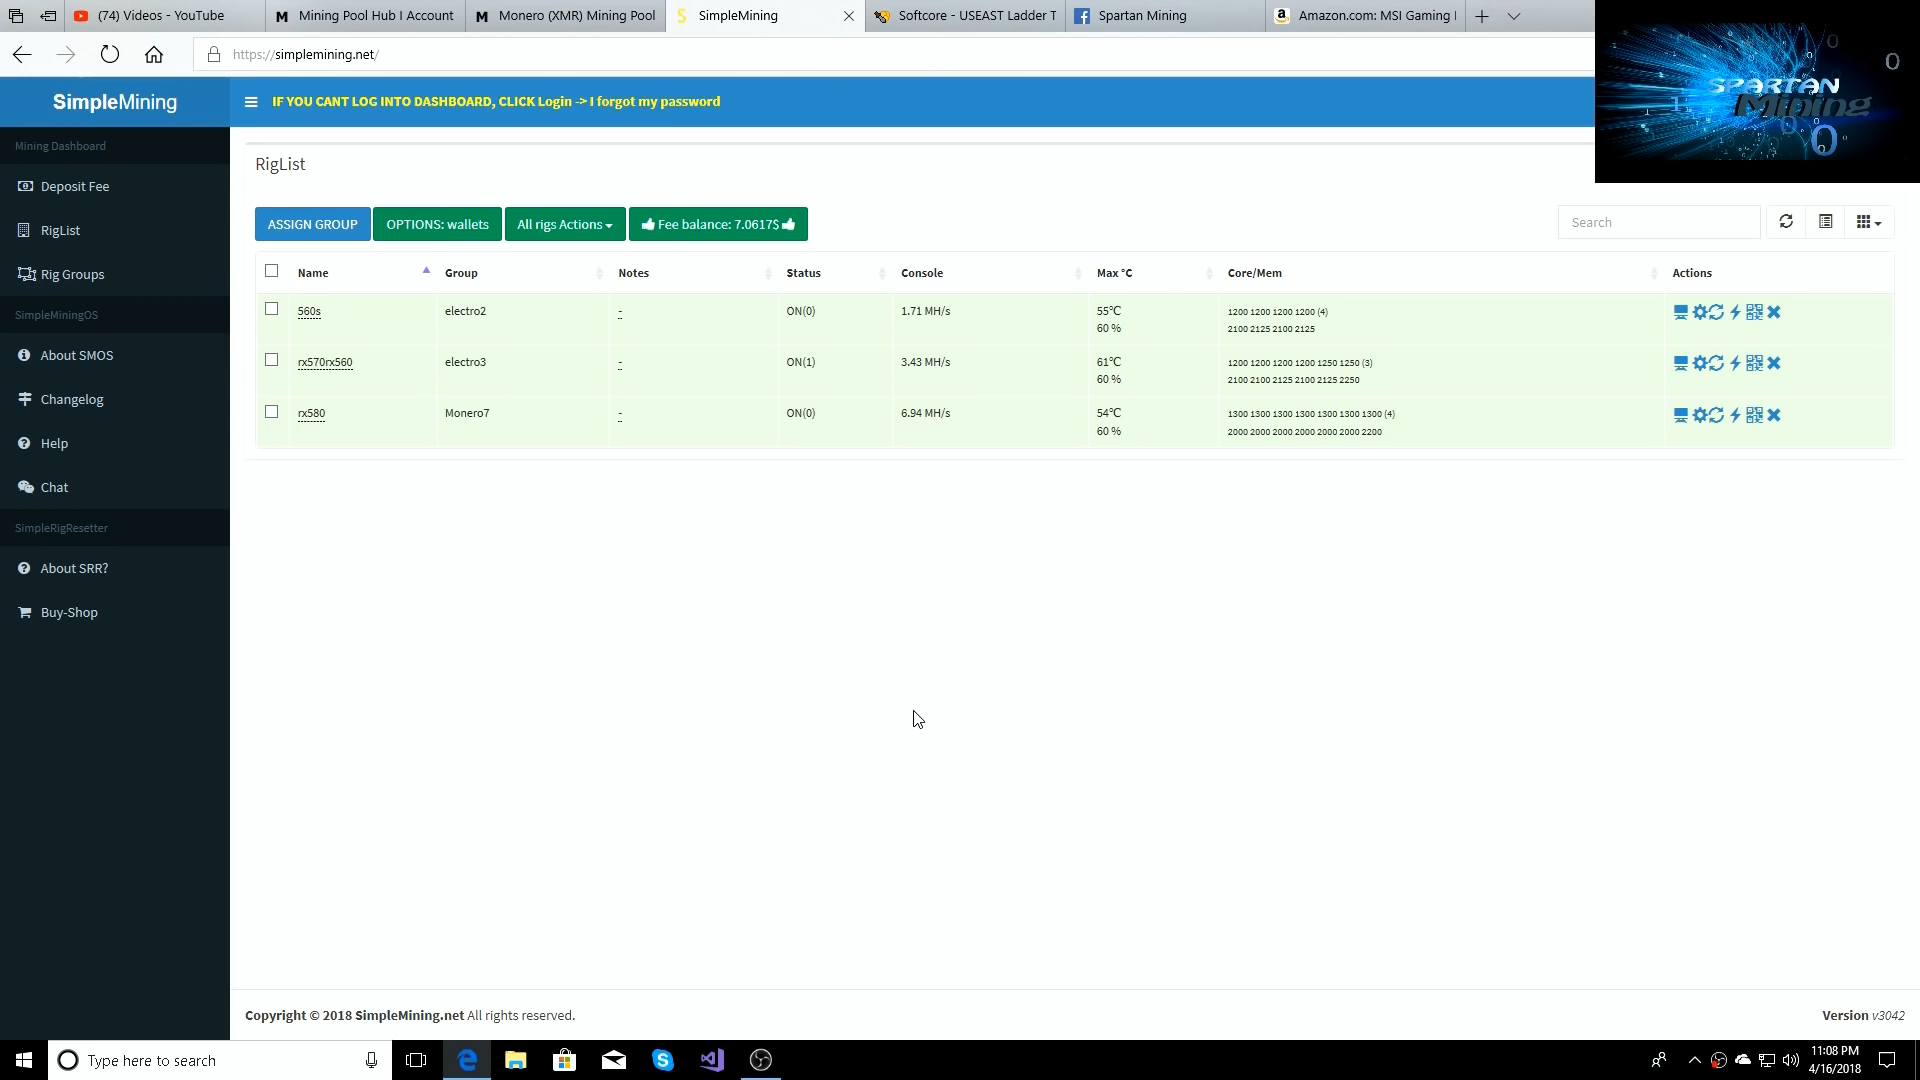 (74) Videos - YouTube
Mining Pool Hub I Account
Monero (XMR) Mining Pool
SimpleMining
Softcore - USEAST Ladder T
Spartan Mining
Amazon.com: MSI Gaming
https://simplemining.net/
SPARTAN
Mining
SimpleMining
IF YOU CANT LOG INTO DASHBOARD, CLICK Login -> I forgot my password
Mining Dashboard
Deposit Fee
RigList
Rig Groups
SimpleMiningOS
About SMOS
Changelog
Help
Chat
SimpleRigResetter
About SRR?
Buy-Shop
RigList
ASSIGN GROUP
OPTIONS: wallets
All rigs Actions
Fee balance: 7.0617$
Search
Name Group Notes Status Console Max °C Core/Mem Actions
560s electro2 - ON(0) 1.71 MH/s 55°C 1200 1200 1200 1200 (4)
60 % 2100 2125 2100 2125
rx570rx560 electro3 - ON(1) 3.43 MH/s 61°C 1200 1200 1200 1200 1250 1250 (3)
60 % 2100 2100 2125 2100 2125 2250
rx580 Monero7 - ON(0) 6.94 MH/s 54°C 1300 1300 1300 1300 1300 1300 1300 (4)
60 % 2000 2000 2000 2000 2000 2000 2200
Copyright © 2018 SimpleMining.net All rights reserved.
Version v3042
Type here to search
11:08 PM
4/16/2018